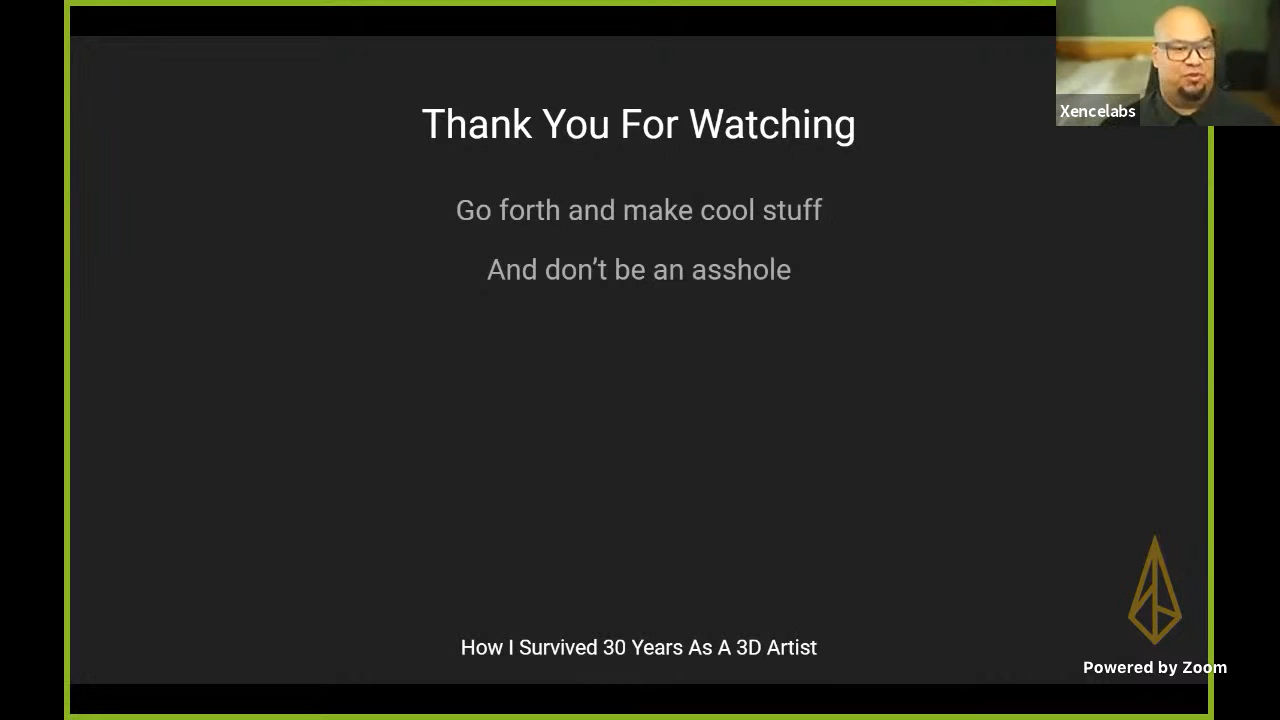 Thank You For Watching
Xencelabs
Go forth and make cool stuff
And don’t be an asshole
How I Survived 30 Years As A 3D Artist
Powered by Zoom